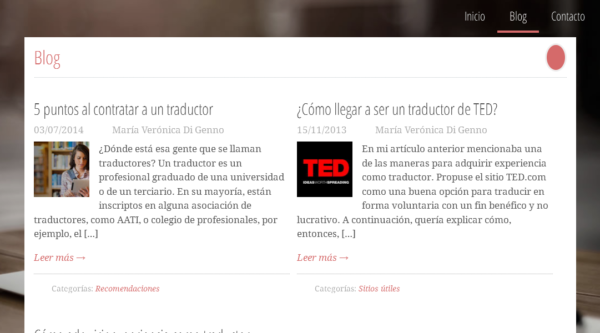 Inicio Blog Contacto
Blog
5 puntos al contratar a un traductor
03/07/2014 María Verónica Di Genno
¿Dónde está esa gente que se llaman
traductores? Un traductor es un
profesional graduado de una universidad
o de un terciario. En su mayoría, están
inscriptos en alguna asociación de
traductores, como AATI, o colegio de profesionales, por
ejemplo, el [...]
Leer más →
Categorías: Recomendaciones
¿Cómo llegar a ser un traductor de TED?
15/11/2013 María Verónica Di Genno
TED
IDEAS WORTH SPREADING
En mi artículo anterior mencionaba una
de las maneras para adquirir experiencia
como traductor. Propuse el sitio TED.com
como una buena opción para traducir en
forma voluntaria con un fin benéfico y no
lucrativo. A continuación, quería explicar cómo,
entonces, [...]
Leer más →
Categorías: Sitios útiles